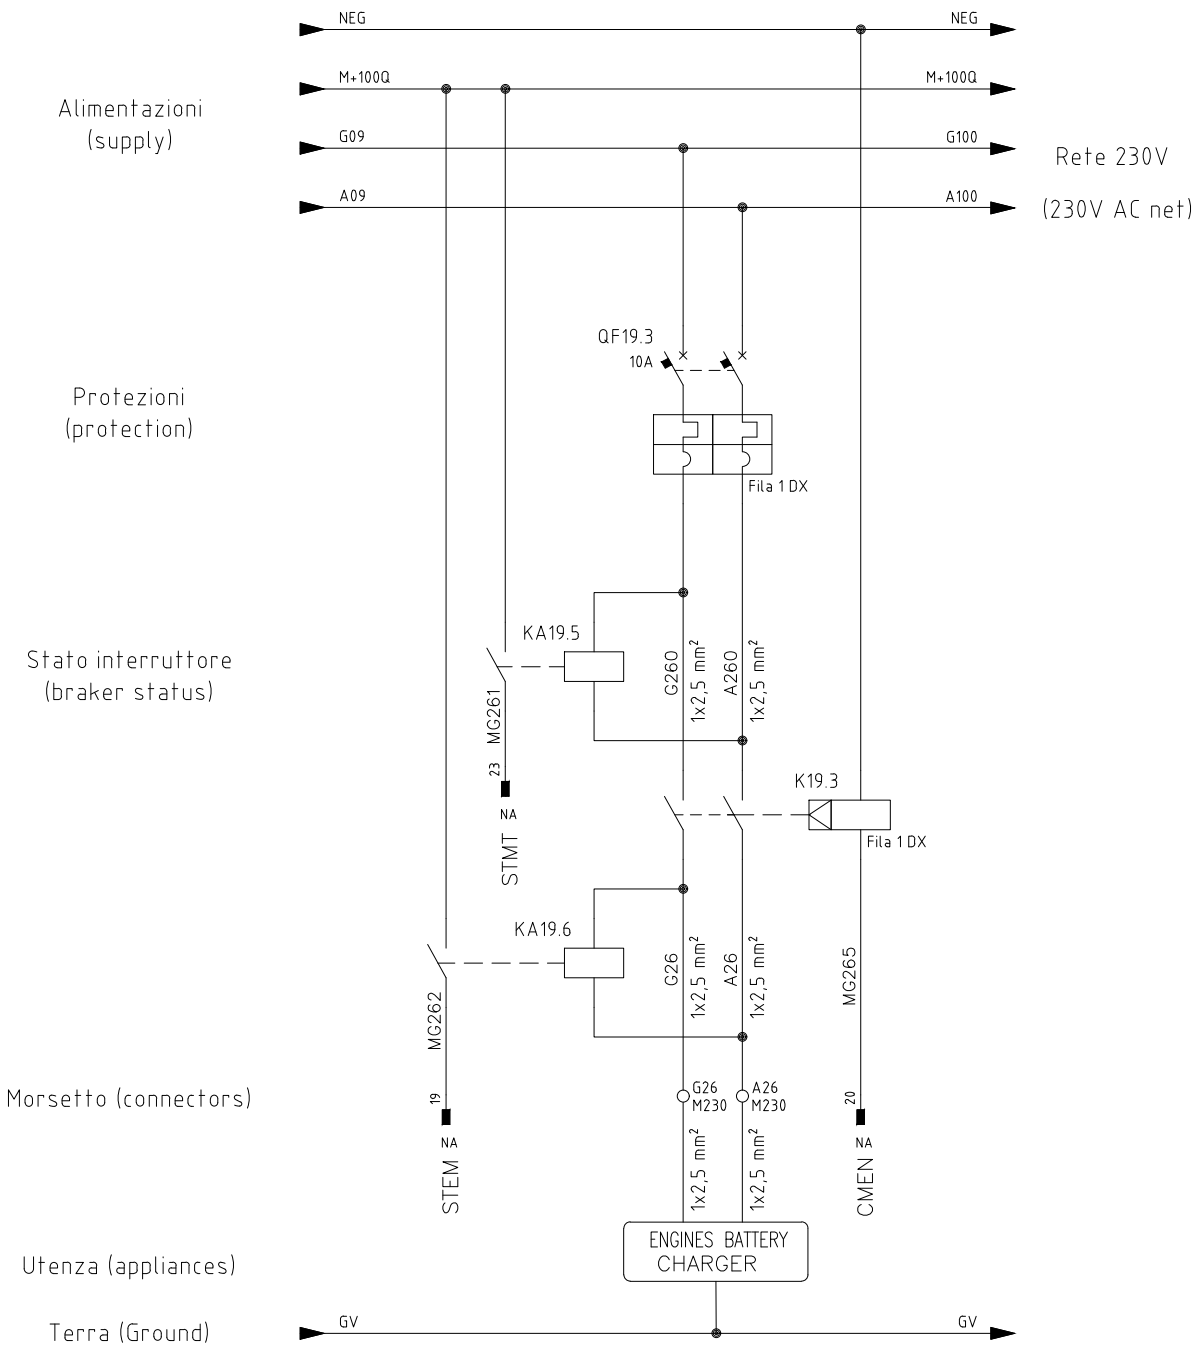 NEG
NEG
M+100Q
M+100Q
Alimentazioni
(supply)
G09
G100
Rete 230V
A09
A100
(230V AC net)
QF19.3
10A
Protezioni
(protection)
Fila 1 DX
KA19.5
Stato interruttore
(braker status)
G260
1x2,5 mm²
A260
1x2,5 mm²
MG261
23
NA
STMT
K19.3
Fila 1 DX
KA19.6
G26
1x2,5 mm²
A26
1x2,5 mm²
MG265
MG262
Morsetto (connectors)
19
NA
STEM
G26
M230
A26
M230
20
NA
CMEN
1x2,5 mm²
1x2,5 mm²
ENGINES BATTERY
CHARGER
Utenza (appliances)
Terra (Ground)
GV
GV